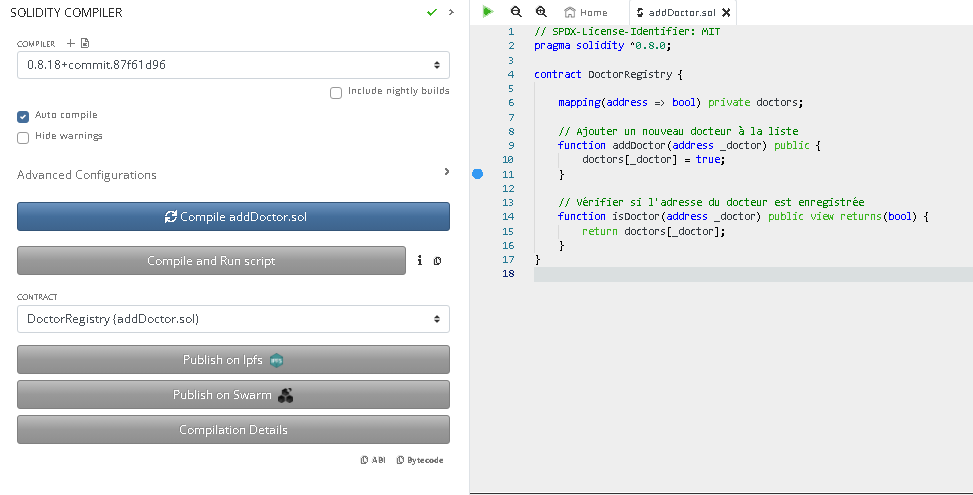 SOLIDITY COMPILER
COMPILER
0.8.18+commit.87f61d96
Include nightly builds
Auto compile
Hide warnings
Advanced Configurations
Compile addDoctor.sol
Compile and Run script
CONTRACT
DoctorRegistry (addDoctor.sol)
Publish on Ipfs
Publish on Swarm
Compilation Details
ABI
Bytecode
Home
addDoctor.sol
1 // SPDX-License-Identifier: MIT
2 pragma solidity ^0.8.0;
3
4 contract DoctorRegistry {
5
6 mapping(address => bool) private doctors;
7
8 // Ajouter un nouveau docteur à la liste
9 function addDoctor(address _doctor) public {
10 doctors[_doctor] = true;
11 }
12
13 // Vérifier si l'adresse du docteur est enregistrée
14 function isDoctor(address _doctor) public view returns(bool) {
15 return doctors[_doctor];
16 }
17 }
18